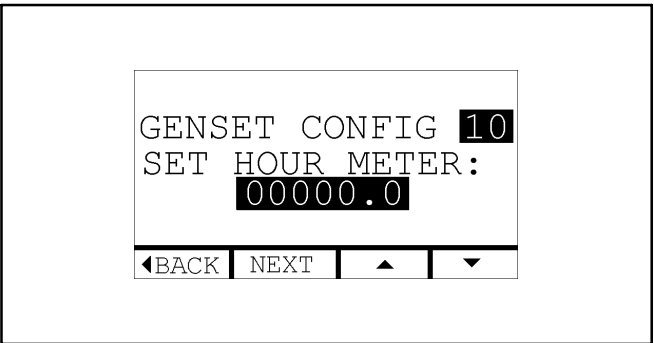 GENSET CONFIG 10
SET HOUR METER:
00000.0
◀BACK NEXT ▲ ▼